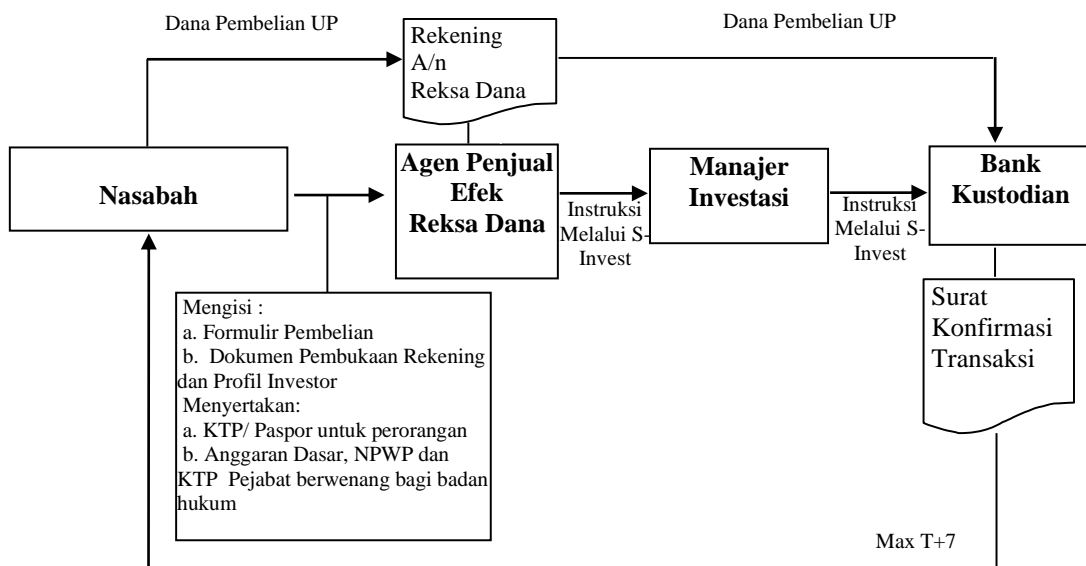 Dana Pembelian UP
Dana Pembelian UP
Rekening
A/n
Reksa Dana
Nasabah
Agen Penjual
Efek
Reksa Dana
Instruksi
Melalui S-
Invest
Manajer
Investasi
Instruksi
Melalui S-
Invest
Bank
Kustodian
Mengisi :
a. Formulir Pembelian
b. Dokumen Pembukaan Rekening
dan Profil Investor
Menyertakan:
a. KTP/ Paspor untuk perorangan
b. Anggaran Dasar, NPWP dan
KTP Pejabat berwenang bagi badan
hukum
Surat
Konfirmasi
Transaksi
Max T+7